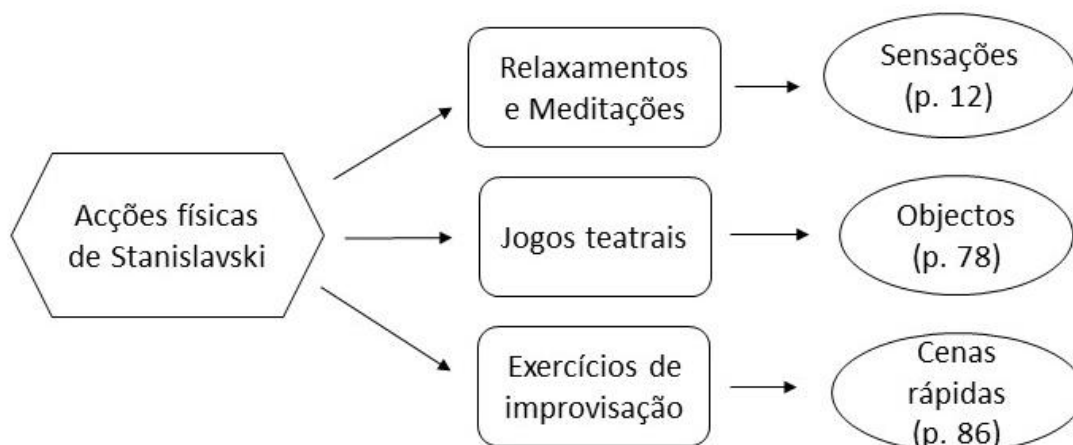 Acções físicas
de Stanislavski
Relaxamentos
e Meditações
Sensações
(p. 12)
Jogos teatrais
Objectos
(p. 78)
Exercícios de
improvisação
Cenas
rápidas
(p. 86)